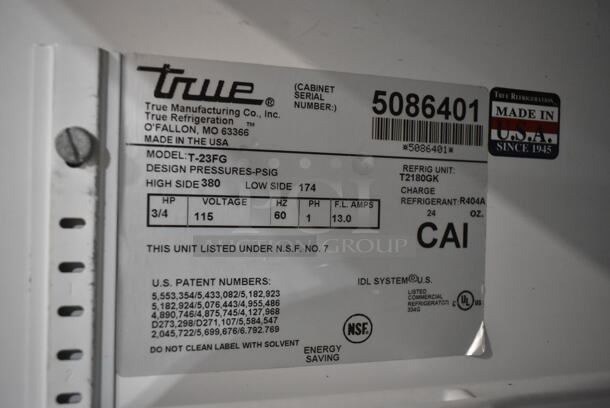 true®
True Manufacturing Co., Inc.
True Refrigeration ™
O'FALLON, MO 63366
MADE IN THE USA
(CABINET
SERIAL
NUMBER:)
5086401
*5086401*
TRUE REFRIGERATION
MADE IN
U.S.A.
SINCE 1945
MODEL: T-23FG
DESIGN PRESSURES-PSIG
HIGH SIDE 380 LOW SIDE 174
REFRIG UNIT:
T2180GK
CHARGE
REFRIGERANT: R404A
24 OZ.
HP VOLTAGE HZ PH F.L. AMPS
3/4 115 60 1 13.0
CAI
THIS UNIT LISTED UNDER N.S.F. NO. 7
GROUP
U.S. PATENT NUMBERS:
5,553,354/5,433,082/5,182,923
5,182,924/5,076,443/4,955,486
4,890,746/4,875,745/4,127,968
D273,298/D271,107/5,584,547
2,045,722/5,699,676/6.792.769
DO NOT CLEAN LABEL WITH SOLVENT
ENERGY
SAVING
IDL SYSTEM® U.S.
NSF®
LISTED
COMMERCIAL
REFRIGERATOR
334G
C UL US